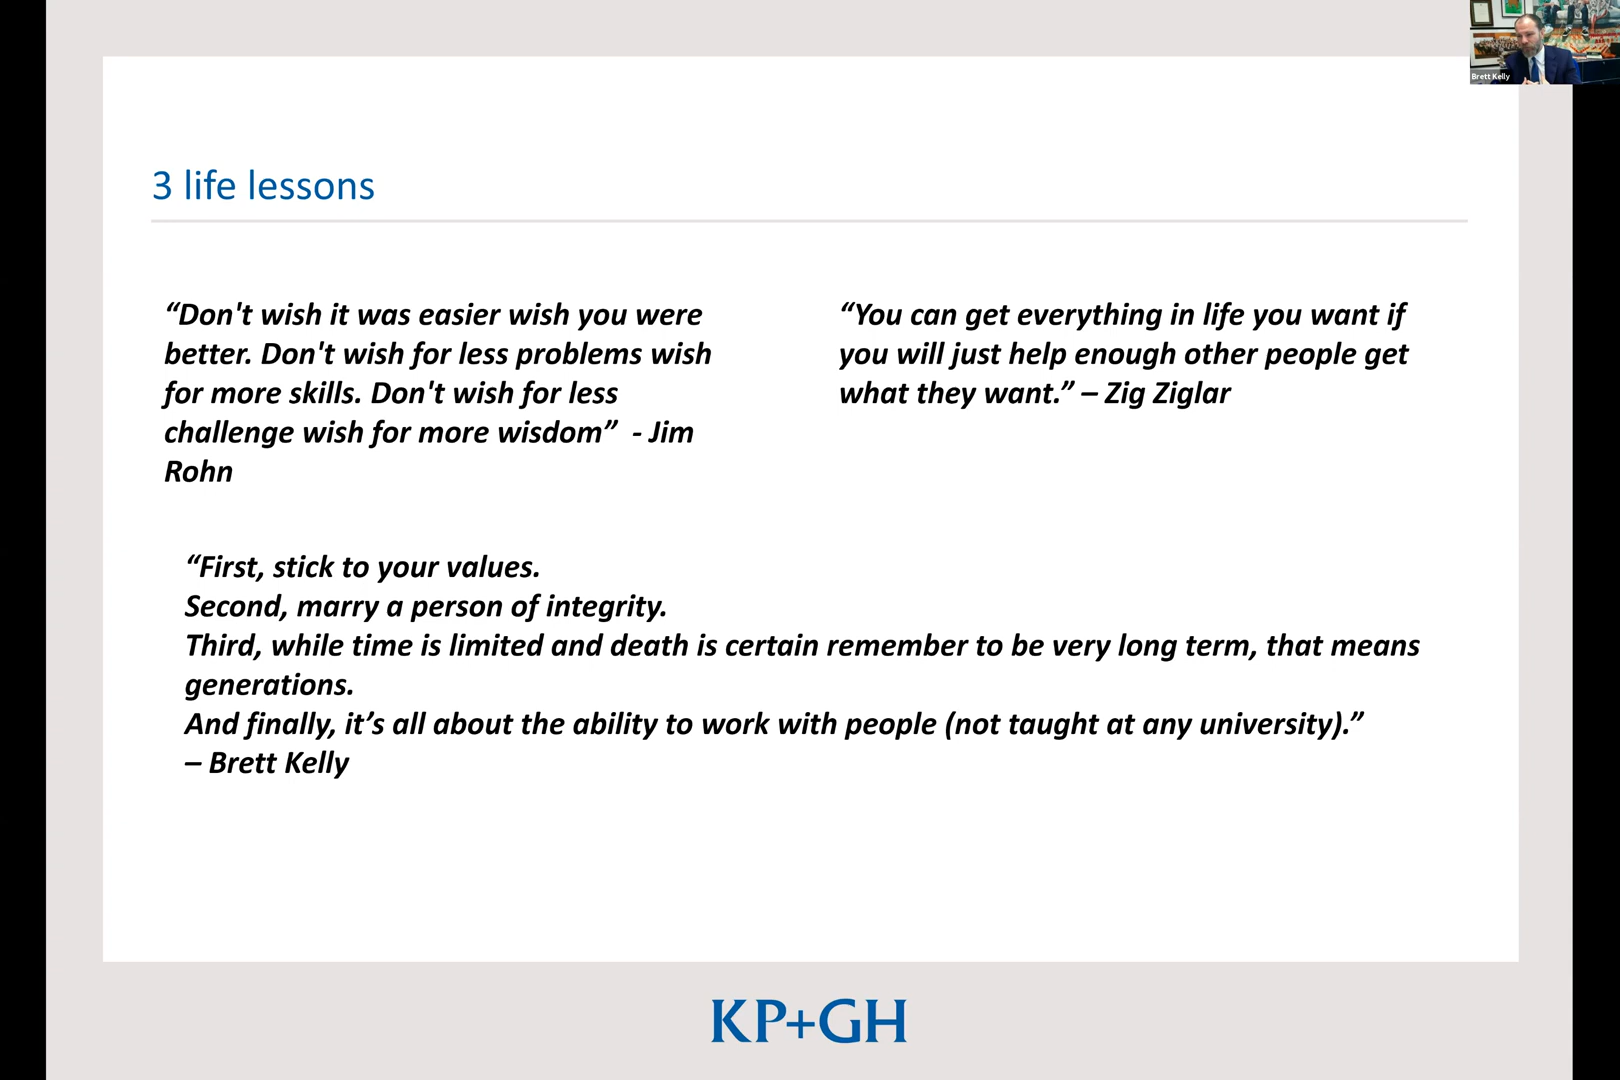 Brett Kelly
3 life lessons
“Don't wish it was easier wish you were
better. Don't wish for less problems wish
for more skills. Don't wish for less
challenge wish for more wisdom”  - Jim
Rohn
“You can get everything in life you want if
you will just help enough other people get
what they want.” – Zig Ziglar
“First, stick to your values.
Second, marry a person of integrity.
Third, while time is limited and death is certain remember to be very long term, that means
generations.
And finally, it’s all about the ability to work with people (not taught at any university).”
– Brett Kelly
KP+GH